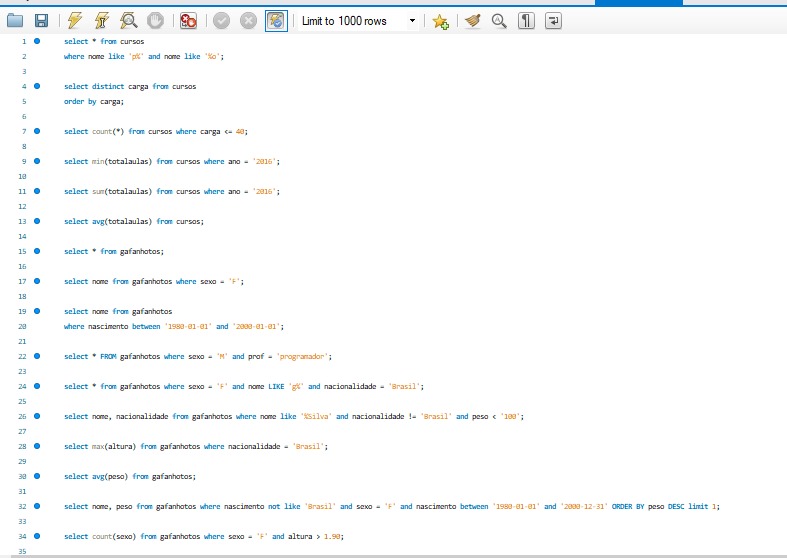 Limit to 1000 rows
1 select * from cursos
2 where nome like 'p%' and nome like '%o';
3
4 select distinct carga from cursos
5 order by carga;
6
7 select count(*) from cursos where carga <= 40;
8
9 select min(totalaulas) from cursos where ano = '2016';
10
11 select sum(totalaulas) from cursos where ano = '2016';
12
13 select avg(totalaulas) from cursos;
14
15 select * from gafanhotos;
16
17 select nome from gafanhotos where sexo = 'F';
18
19 select nome from gafanhotos
20 where nascimento between '1980-01-01' and '2000-01-01';
21
22 select * FROM gafanhotos where sexo = 'M' and prof = 'programador';
23
24 select * from gafanhotos where sexo = 'F' and nome LIKE 'g%' and nacionalidade = 'Brasil';
25
26 select nome, nacionalidade from gafanhotos where nome like '%Silva' and nacionalidade != 'Brasil' and peso < '100';
27
28 select max(altura) from gafanhotos where nacionalidade = 'Brasil';
29
30 select avg(peso) from gafanhotos;
31
32 select nome, peso from gafanhotos where nascimento not like 'Brasil' and sexo = 'F' and nascimento between '1980-01-01' and '2000-12-31' ORDER BY peso DESC limit 1;
33
34 select count(sexo) from gafanhotos where sexo = 'F' and altura > 1.90;
35